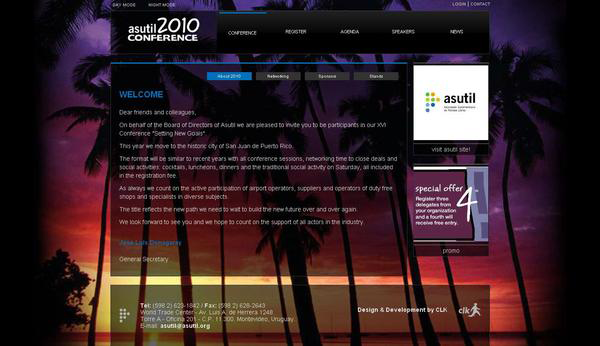 DAY MODE NIGHT MODE
LOGIN | CONTACT
asutil2010
CONFERENCE
CONFERENCE REGISTER AGENDA SPEAKERS NEWS
About 2010 Networking Sponsors Stands
WELCOME
Dear friends and colleagues,
On behalf of the Board of Directors of Asutil we are pleased to invite you to be participants in our XVI
Conference "Setting New Goals".
This year we move to the historic city of San Juan de Puerto Rico.
The format will be similar to recent years with all conference sessions, networking time to close deals and
social activities: cocktails, luncheons, dinners and the traditional social activity on Saturday, all included
in the registration fee.
As always we count on the active participation of airport operators, suppliers and operators of duty free
shops and specialists in diverse subjects.
The title reflects the new path we need to walk to build the new future over and over again.
We look forward to see you and we hope to count on the support of all actors in the industry.
José Luis Donagaray
General Secretary
asutil
visit asutil site!
special offer
4
Register three
delegates from
your organization
and a fourth will
receive free entry.
promo
Tel: (598 2) 623-1842 / Fax: (598 2) 628-2643
World Trade Center - Av. Luis A. de Herrera 1248
Torre A - Oficina 201 - C.P. 11.300, Montevideo, Uruguay.
E-mail: asutil@asutil.org
Design & Development by CLK
clk